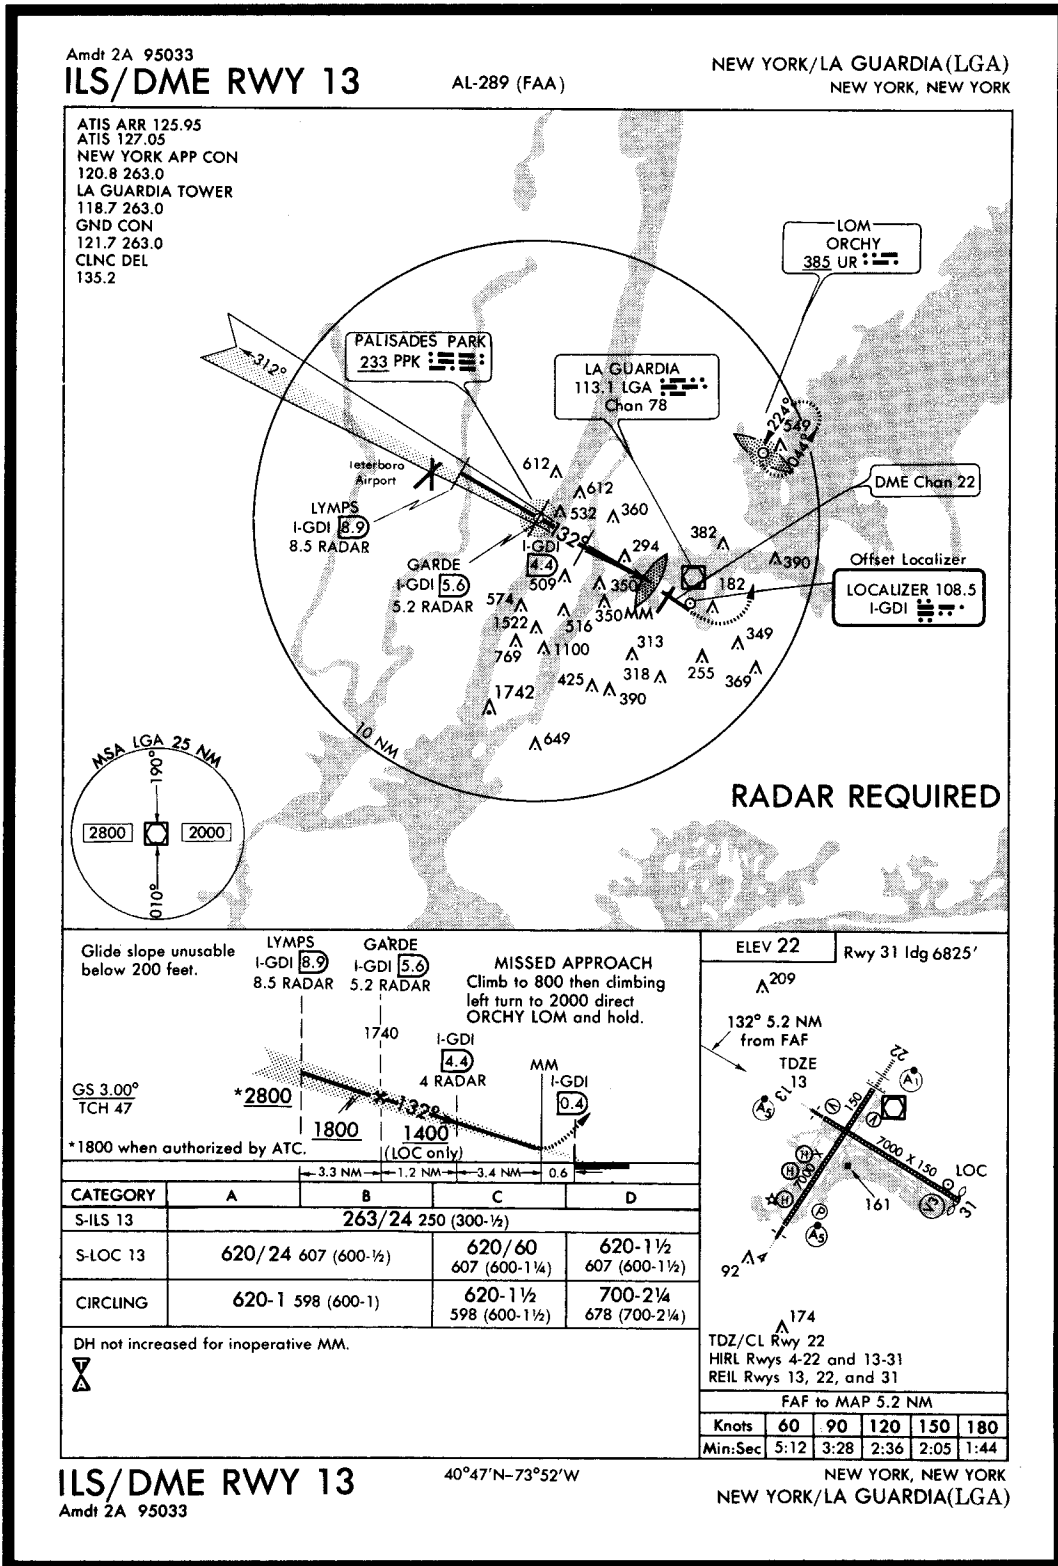 Amdt 2A 95033
ILS/DME RWY 13
AL-289 (FAA)
NEW YORK/LA GUARDIA(LGA)
NEW YORK, NEW YORK
ATIS ARR 125.95
ATIS 127.05
NEW YORK APP CON
120.8 263.0
LA GUARDIA TOWER
118.7 263.0
GND CON
121.7 263.0
CLNC DEL
135.2
LOM
ORCHY
385 UR
312°
PALISADES PARK
233 PPK
LA GUARDIA
113.1 LGA
Chan 78
224°
549
044°
DME Chan 22
Teterboro
Airport
612
612
532
360
132°
LYMPS
I-GDI 8.9
8.5 RADAR
GARDE
I-GDI 5.6
5.2 RADAR
I-GDI
4.4
509
294
382
390
350
182
Offset Localizer
LOCALIZER 108.5
I-GDI
574
1522
516
350
MM
769
1100
313
349
318
255
369
425
390
1742
649
10 NM
MSA LGA 25 NM
190°
2800
2000
010°
RADAR REQUIRED
Glide slope unusable
below 200 feet.
LYMPS
I-GDI 8.9
8.5 RADAR
GARDE
I-GDI 5.6
5.2 RADAR
MISSED APPROACH
Climb to 800 then climbing
left turn to 2000 direct
ORCHY LOM and hold.
1740
I-GDI
4.4
4 RADAR
MM
I-GDI
0.4
GS 3.00°
TCH 47
*2800
132°
1800
1400
(LOC only)
*1800 when authorized by ATC.
3.3 NM 1.2 NM 3.4 NM 0.6
CATEGORY A B C D
S-ILS 13 263/24 250 (300-½)
S-LOC 13 620/24 607 (600-½) 620/60 607 (600-1¼) 620-1½ 607 (600-1½)
CIRCLING 620-1 598 (600-1) 620-1½ 598 (600-1½) 700-2¼ 678 (700-2¼)
DH not increased for inoperative MM.
T
A
ELEV 22
Rwy 31 ldg 6825'
209
132° 5.2 NM
from FAF
TDZE
13
22
A1
13
A5
V
150
V
7000 X 150
H
H
H
7000 X
LOC
161
V3
31
P
A5
92
4
174
TDZ/CL Rwy 22
HIRL Rwys 4-22 and 13-31
REIL Rwys 13, 22, and 31
FAF to MAP 5.2 NM
Knots 60 90 120 150 180
Min:Sec 5:12 3:28 2:36 2:05 1:44
ILS/DME RWY 13
Amdt 2A 95033
40°47'N-73°52'W
NEW YORK, NEW YORK
NEW YORK/LA GUARDIA(LGA)